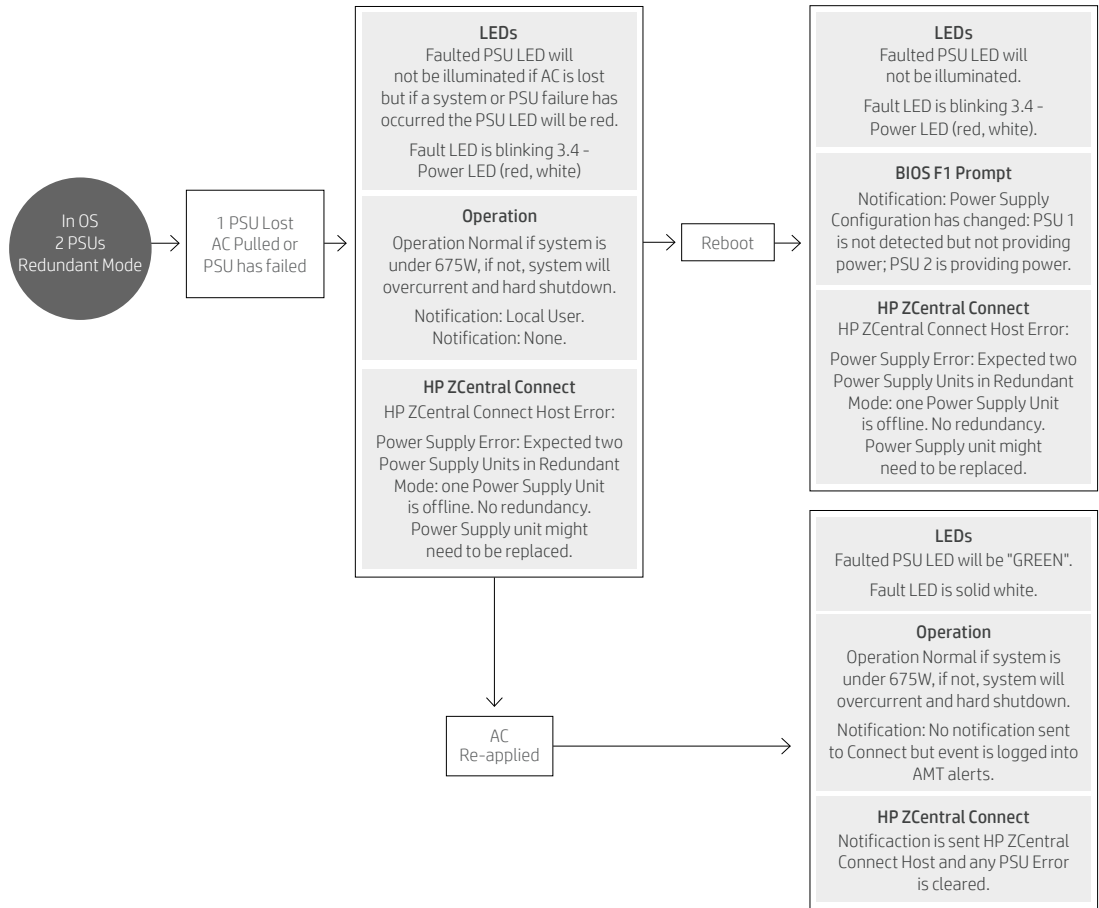 In OS
2 PSUs
Redundant Mode
1 PSU Lost
AC Pulled or
PSU has failed
LEDs
Faulted PSU LED will
not be illuminated if AC is lost
but if a system or PSU failure has
occurred the PSU LED will be red.
Fault LED is blinking 3.4 -
Power LED (red, white)
Operation
Operation Normal if system is
under 675W, if not, system will
overcurrent and hard shutdown.
Notification: Local User.
Notification: None.
HP ZCentral Connect
HP ZCentral Connect Host Error:
Power Supply Error: Expected two
Power Supply Units in Redundant
Mode: one Power Supply Unit
is offline. No redundancy.
Power Supply unit might
need to be replaced.
Reboot
LEDs
Faulted PSU LED will
not be illuminated.
Fault LED is blinking 3.4 -
Power LED (red, white).
BIOS F1 Prompt
Notification: Power Supply
Configuration has changed: PSU 1
is not detected but not providing
power; PSU 2 is providing power.
HP ZCentral Connect
HP ZCentral Connect Host Error:
Power Supply Error: Expected two
Power Supply Units in Redundant
Mode: one Power Supply Unit
is offline. No redundancy.
Power Supply unit might
need to be replaced.
AC
Re-applied
LEDs
Faulted PSU LED will be "GREEN".
Fault LED is solid white.
Operation
Operation Normal if system is
under 675W, if not, system will
overcurrent and hard shutdown.
Notification: No notification sent
to Connect but event is logged into
AMT alerts.
HP ZCentral Connect
Notificaction is sent HP ZCentral
Connect Host and any PSU Error
is cleared.